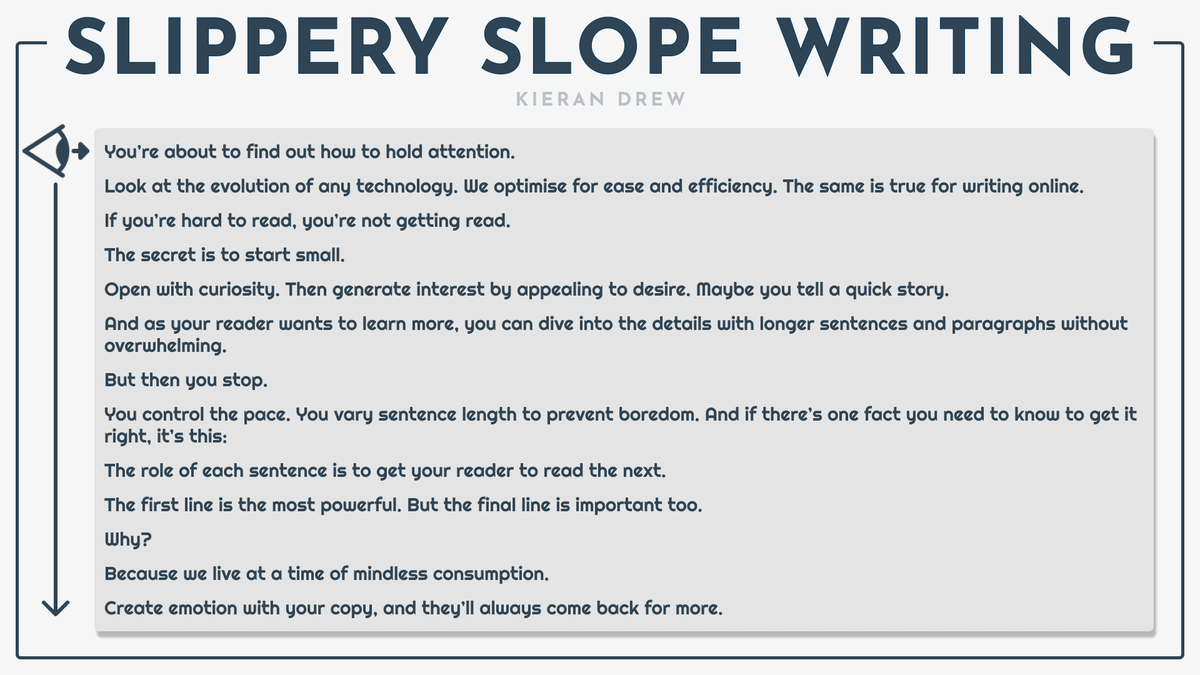 SLIPPERY SLOPE WRITING
KIERAN DREW
You're about to find out how to hold attention.
Look at the evolution of any technology. We optimise for ease and efficiency. The same is true for writing online.
If you're hard to read, you're not getting read.
The secret is to start small.
Open with curiosity. Then generate interest by appealing to desire. Maybe you tell a quick story.
And as your reader wants to learn more, you can dive into the details with longer sentences and paragraphs without
overwhelming.
But then you stop.
You control the pace. You vary sentence length to prevent boredom. And if there's one fact you need to know to get it
right, it's this:
The role of each sentence is to get your reader to read the next.
The first line is the most powerful. But the final line is important too.
Why?
Because we live at a time of mindless consumption.
Create emotion with your copy, and they'll always come back for more.